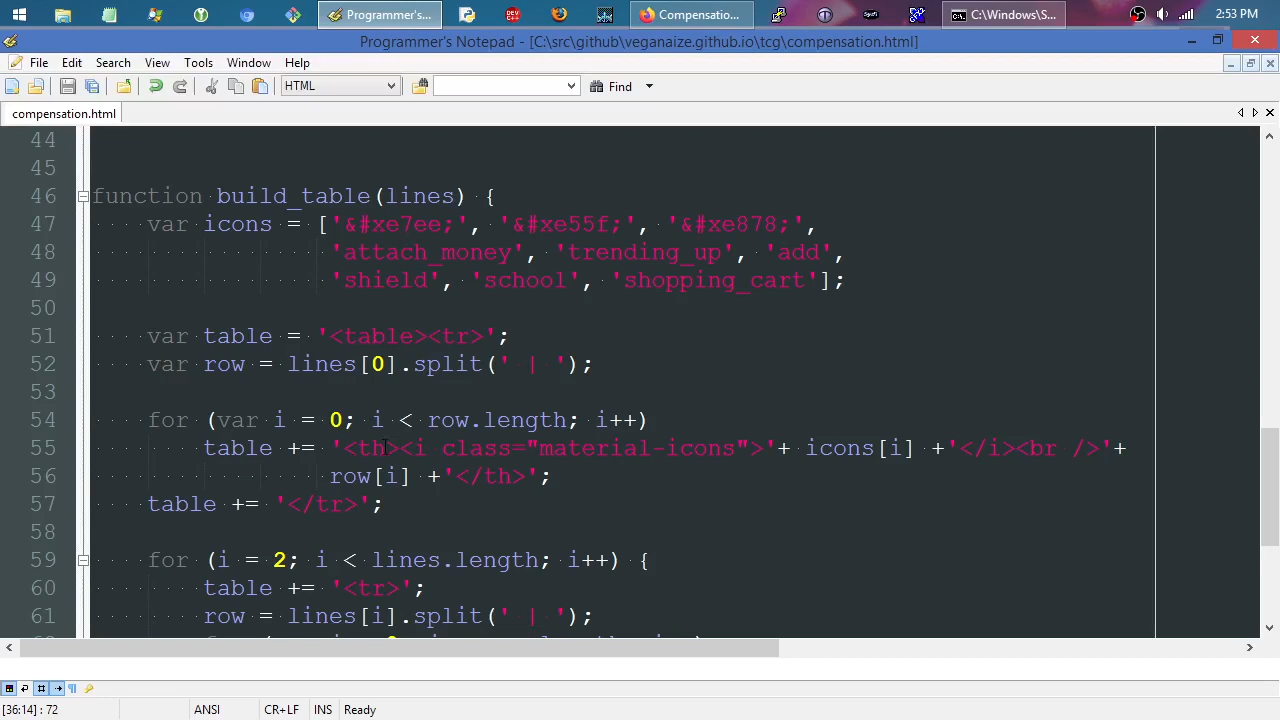 Programmer's...
Compensatio...
C:\Windows\S...
2:53 PM
Programmer's Notepad - [C:\src\github\veganaize.github.io\tcg\compensation.html]
File Edit Search View Tools Window Help
HTML
Find
compensation.html
44
45
46 function build_table(lines) {
47 var icons = ['&#xe7ee;', '&#xe55f;', '&#xe878;',
48 'attach_money', 'trending_up', 'add',
49 'shield', 'school', 'shopping_cart'];
50
51 var table = '<table><tr>';
52 var row = lines[0].split(' | ');
53
54 for (var i = 0; i < row.length; i++)
55 table += '<th><i class="material-icons">'+ icons[i] +'</i><br />'+
56 row[i] +'</th>';
57 table += '</tr>';
58
59 for (i = 2; i < lines.length; i++) {
60 table += '<tr>';
61 row = lines[i].split(' | ');
[36:14] : 72 ANSI CR+LF INS Ready